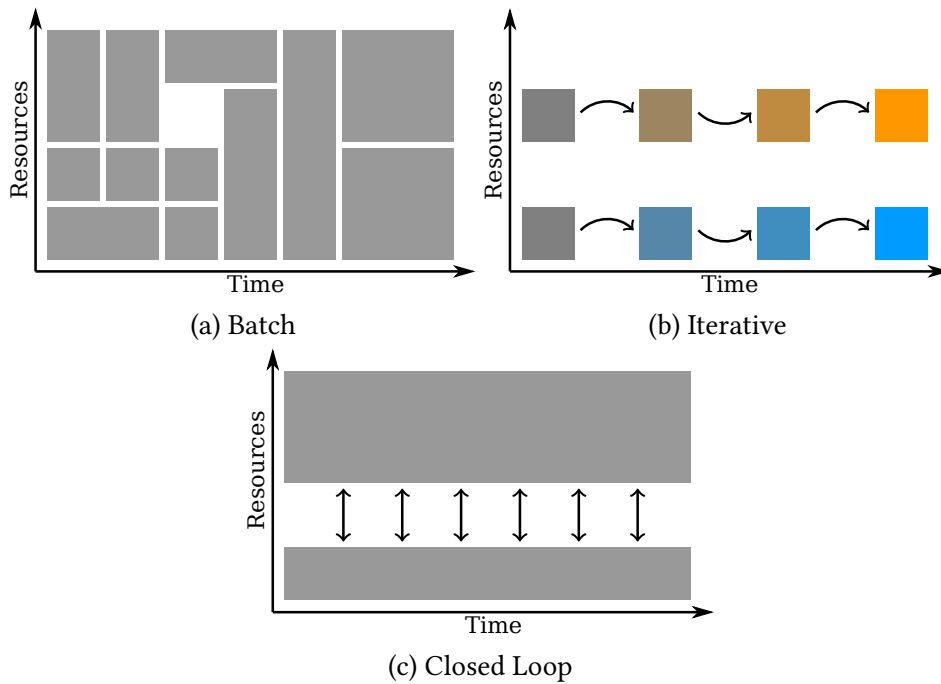 Resources
Time
(a) Batch
Resources
Time
(b) Iterative
Resources
Time
(c) Closed Loop